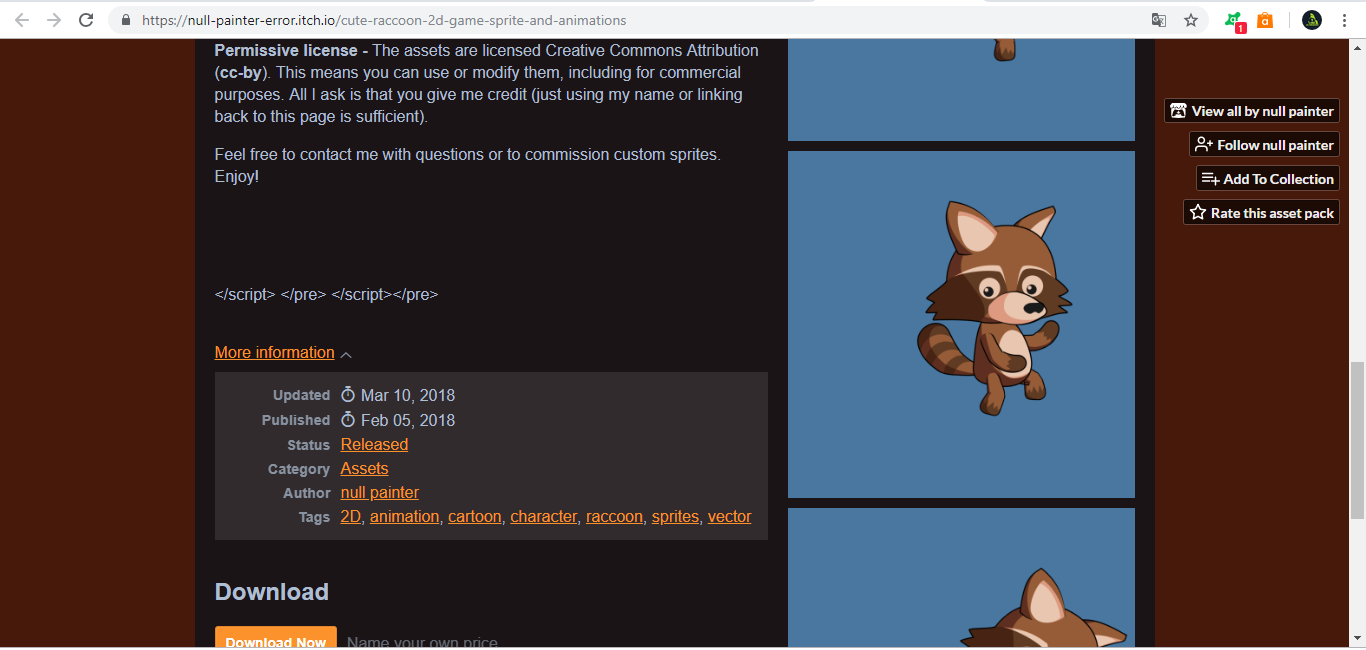 https://null-painter-error.itch.io/cute-raccoon-2d-game-sprite-and-animations
1
a
Permissive license - The assets are licensed Creative Commons Attribution
(cc-by). This means you can use or modify them, including for commercial
purposes. All I ask is that you give me credit (just using my name or linking
back to this page is sufficient).
Feel free to contact me with questions or to commission custom sprites.
Enjoy!
</script> </pre> </script></pre>
More information
Updated Mar 10, 2018
Published Feb 05, 2018
Status Released
Category Assets
Author null painter
Tags 2D, animation, cartoon, character, raccoon, sprites, vector
Download
Download Now Name your own price
View all by null painter
Follow null painter
Add To Collection
Rate this asset pack